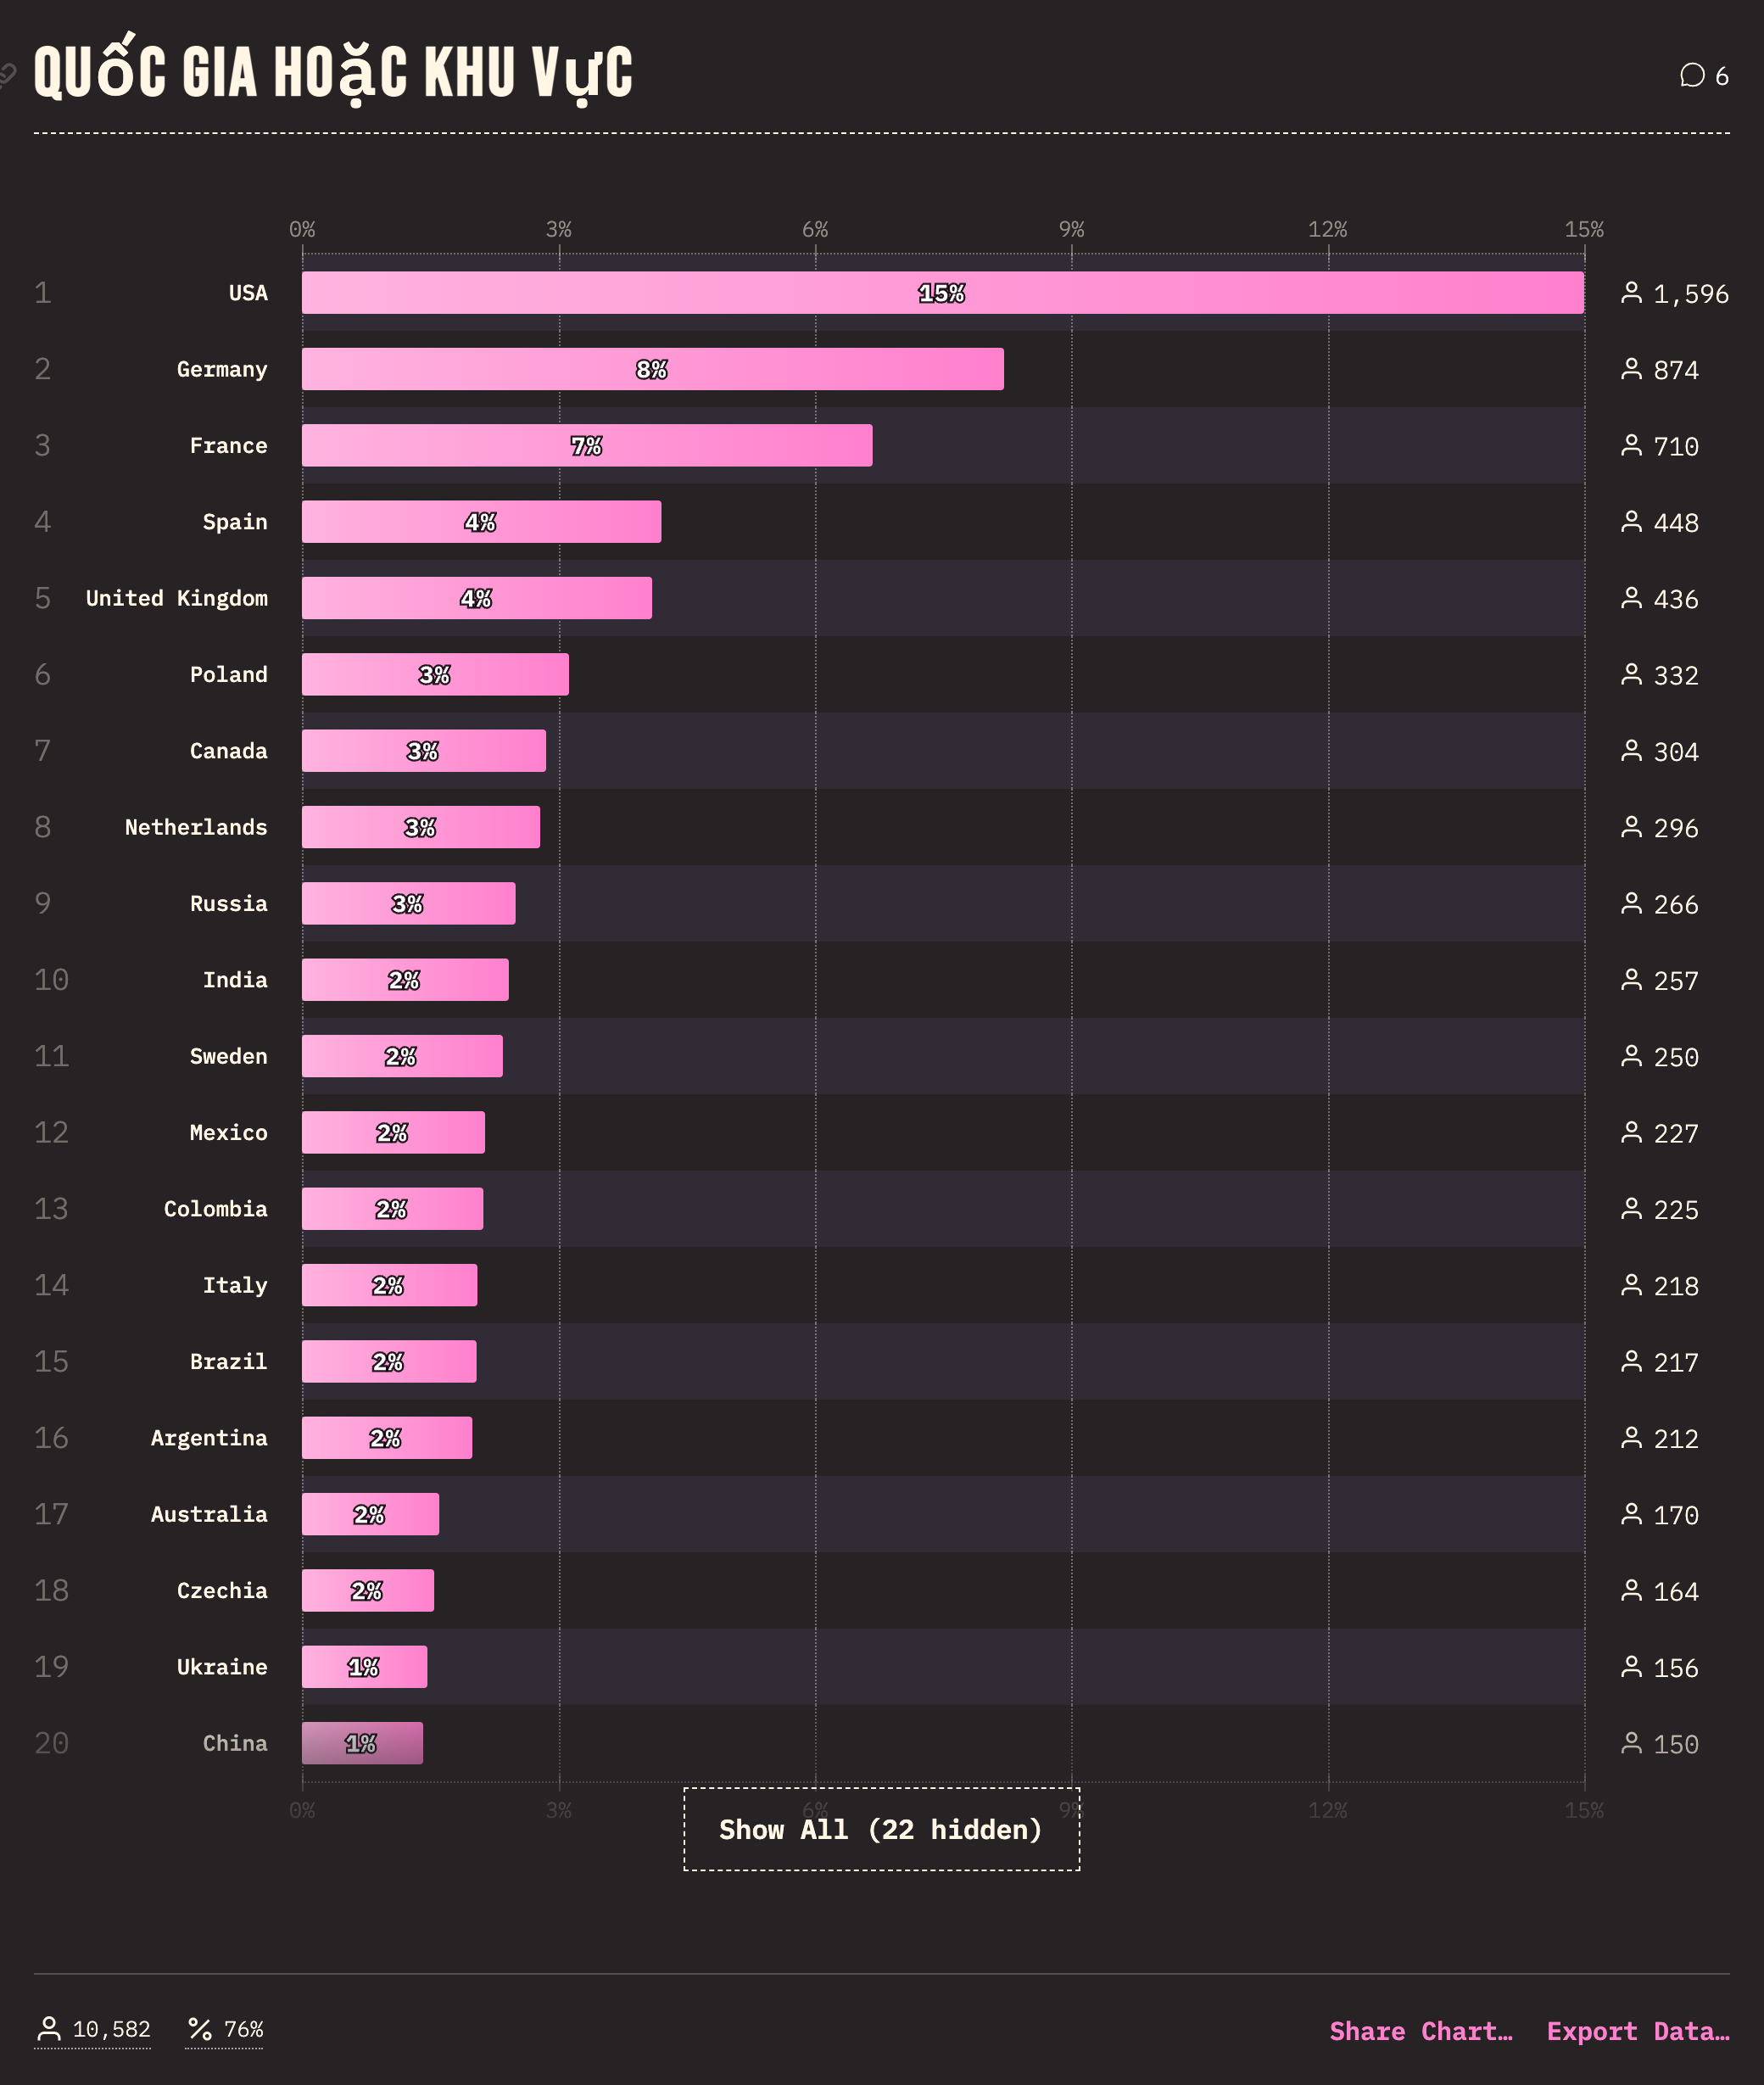 QUỐC GIA HOẶC KHU VỰC
6
0% 3% 6% 9% 12% 15%
1 USA 15% 1,596
2 Germany 8% 874
3 France 7% 710
4 Spain 4% 448
5 United Kingdom 4% 436
6 Poland 3% 332
7 Canada 3% 304
8 Netherlands 3% 296
9 Russia 3% 266
10 India 2% 257
11 Sweden 2% 250
12 Mexico 2% 227
13 Colombia 2% 225
14 Italy 2% 218
15 Brazil 2% 217
16 Argentina 2% 212
17 Australia 2% 170
18 Czechia 2% 164
19 Ukraine 1% 156
20 China 1% 150
0% 3% 6% 9% 12% 15%
Show All (22 hidden)
10,582 % 76% Share Chart… Export Data…